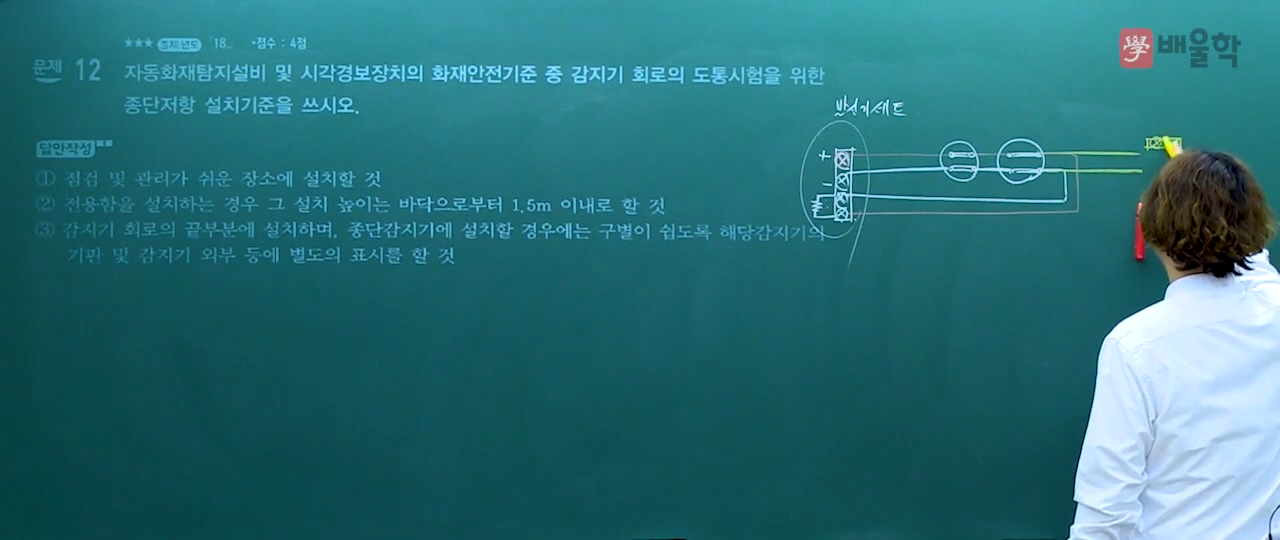 學 배울학
★★★ 출제년도 「18」 •점수 : 4점
문제 12 자동화재탐지설비 및 시각경보장치의 화재안전기준 중 감지기 회로의 도통시험을 위한
종단저항 설치기준을 쓰시오.
답안작성
① 점검 및 관리가 쉬운 장소에 설치할 것
② 전용함을 설치하는 경우 그 설치 높이는 바닥으로부터 1.5m 이내로 할 것
③ 감지기 회로의 끝부분에 설치하며, 종단감지기에 설치할 경우에는 구별이 쉽도록 해당감지기의
기판 및 감지기 외부 등에 별도의 표시를 할 것
발신기세트
+
-